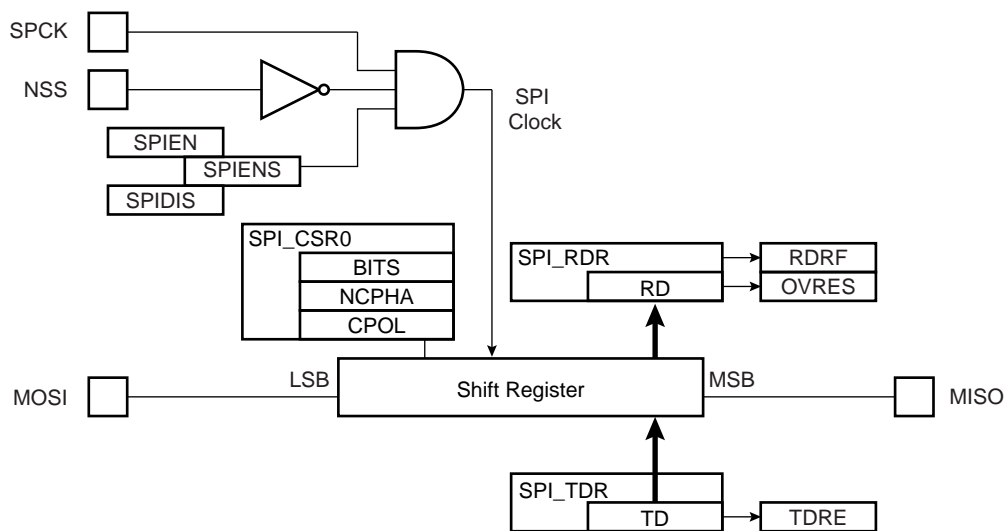 SPCK
NSS
SPI
Clock
SPIEN
SPIENS
SPIDIS
SPI_CSR0
BITS
NCPHA
CPOL
SPI_RDR
RD
RDRF
OVRES
MOSI
LSB
Shift Register
MSB
MISO
SPI_TDR
TD
TDRE